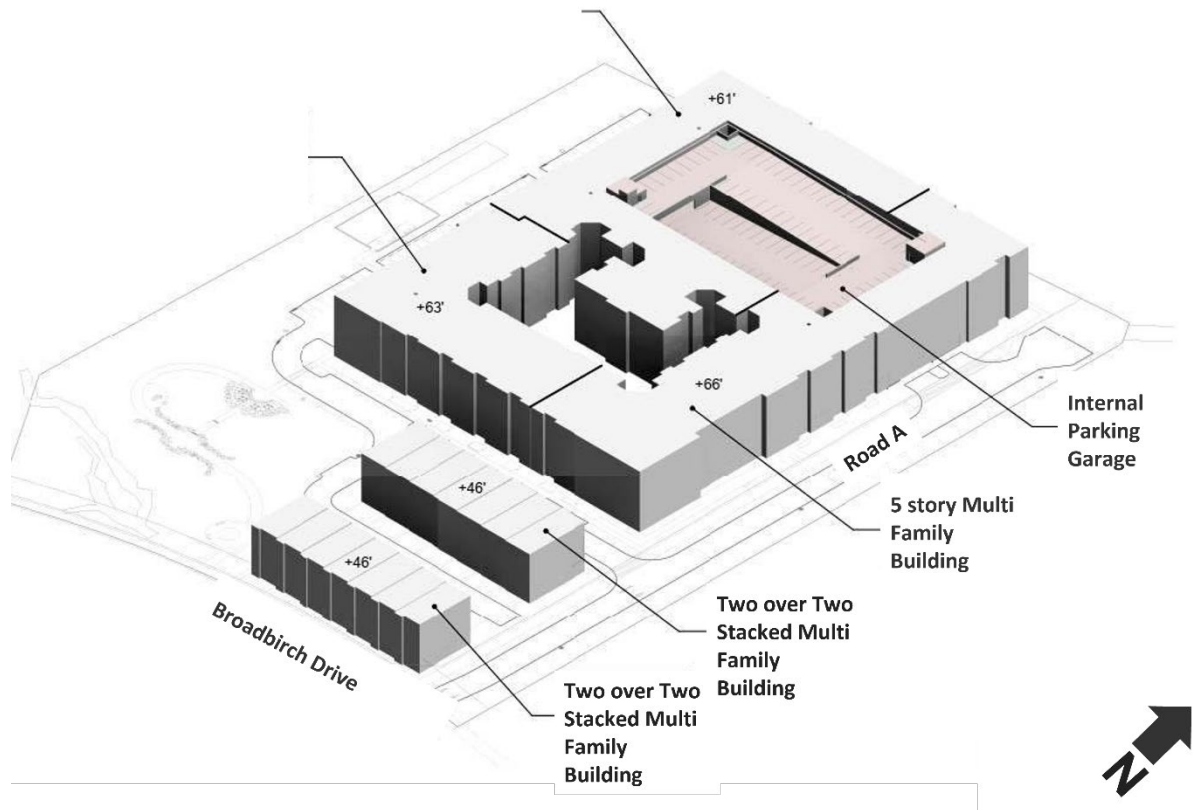 +61'
+63'
+66'
Internal
Parking
Garage
Road A
5 story Multi
Family
Building
+46'
+46'
Two over Two
Stacked Multi
Family
Building
Broadbirch Drive
Two over Two
Stacked Multi
Family
Building
N